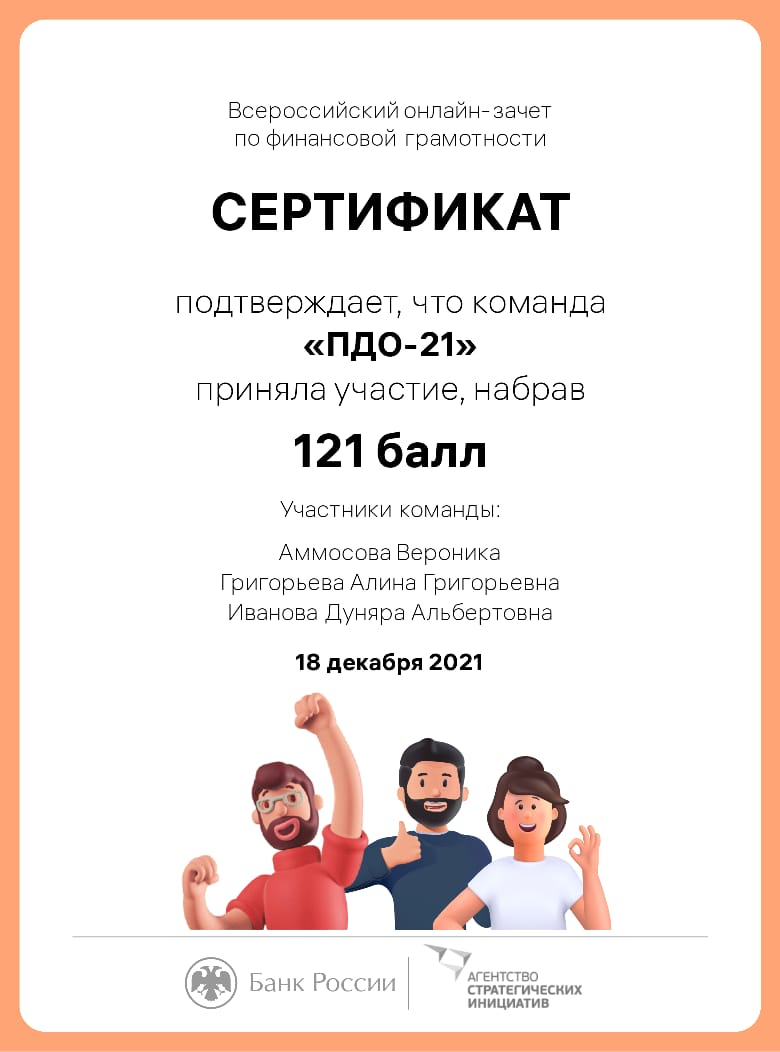 Всероссийский онлайн-зачет
по финансовой грамотности
СЕРТИФИКАТ
подтверждает, что команда
«ПДО-21»
приняла участие, набрав
121 балл
Участники команды:
Аммосова Вероника
Григорьева Алина Григорьевна
Иванова Дуняра Альбертовна
18 декабря 2021
Банк России
АГЕНТСТВО
СТРАТЕГИЧЕСКИХ
ИНИЦИАТИВ